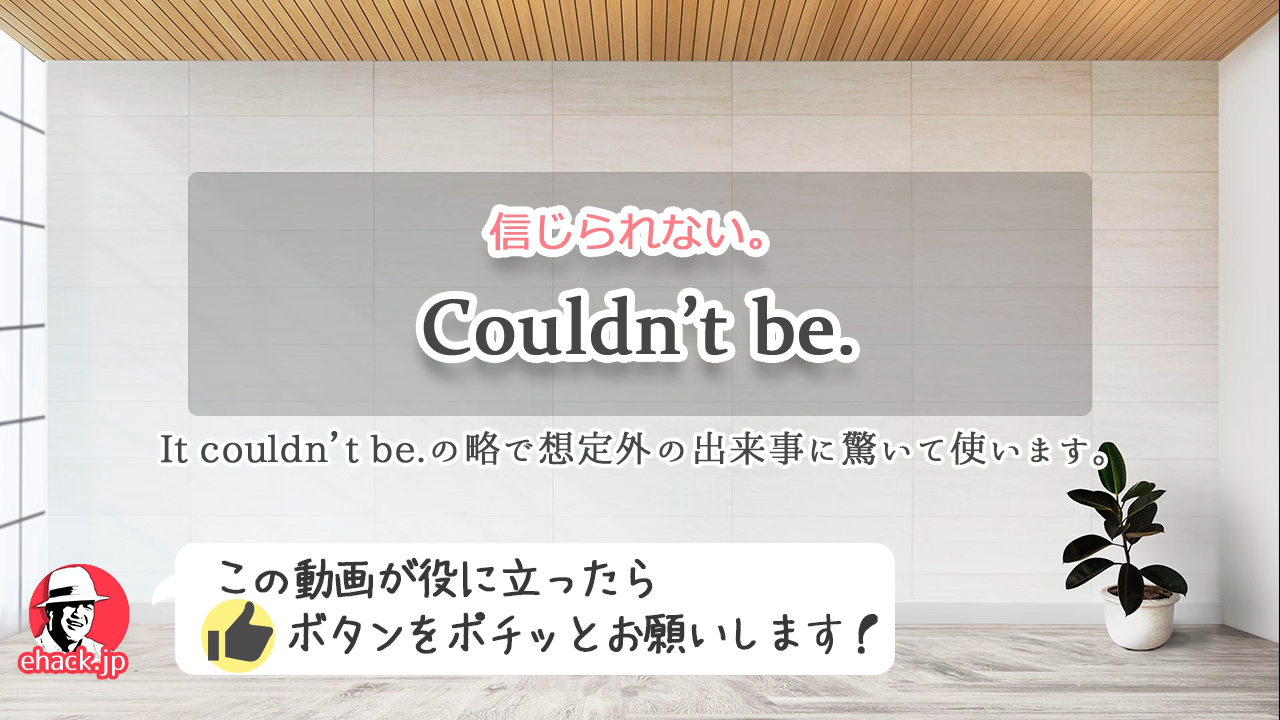 信じられない。
Couldn’t be.
It couldn’t be.の略で想定外の出来事に驚いて使います。
この動画が役に立ったら
ボタンをポチッとお願いします！
ehack.jp